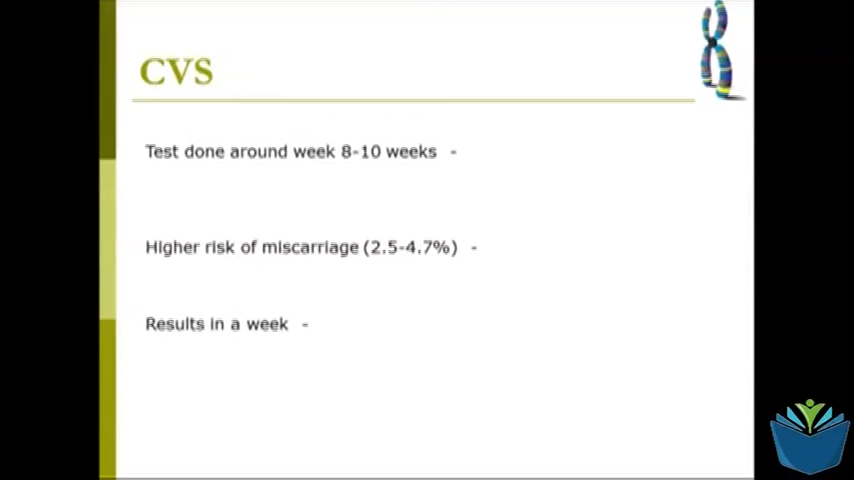 CVS
Test done around week 8-10 weeks -
Higher risk of miscarriage (2.5-4.7%) -
Results in a week -